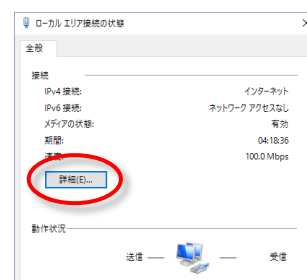 ローカル エリア接続の状態
全般
接続
IPv4 接続: インターネット
IPv6 接続: ネットワーク アクセスなし
メディアの状態: 有効
期間: 04:18:36
速度: 100.0 Mbps
詳細(E)...
動作状況
送信 — — 受信